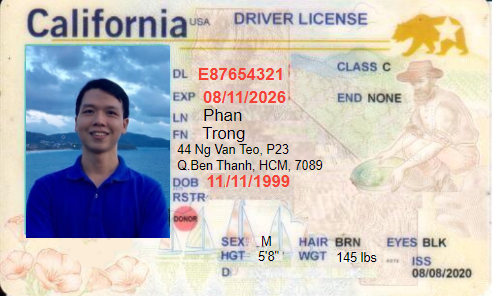 California USA DRIVER LICENSE
DL E87654321 CLASS C
EXP 08/11/2026 END NONE
LN Phan
FN Trong
44 Ng Van Teo, P23
Q.Ben Thanh, HCM, 7089
DOB 11/11/1999
RSTR
DONOR
SEX M HAIR BRN EYES BLK
HGT 5'8" WGT 145 lbs ISS
D 08/08/2020